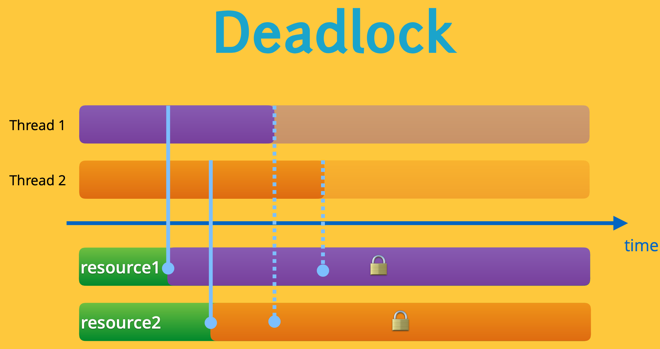 Deadlock
Thread 1
Thread 2
time
resource1
resource2